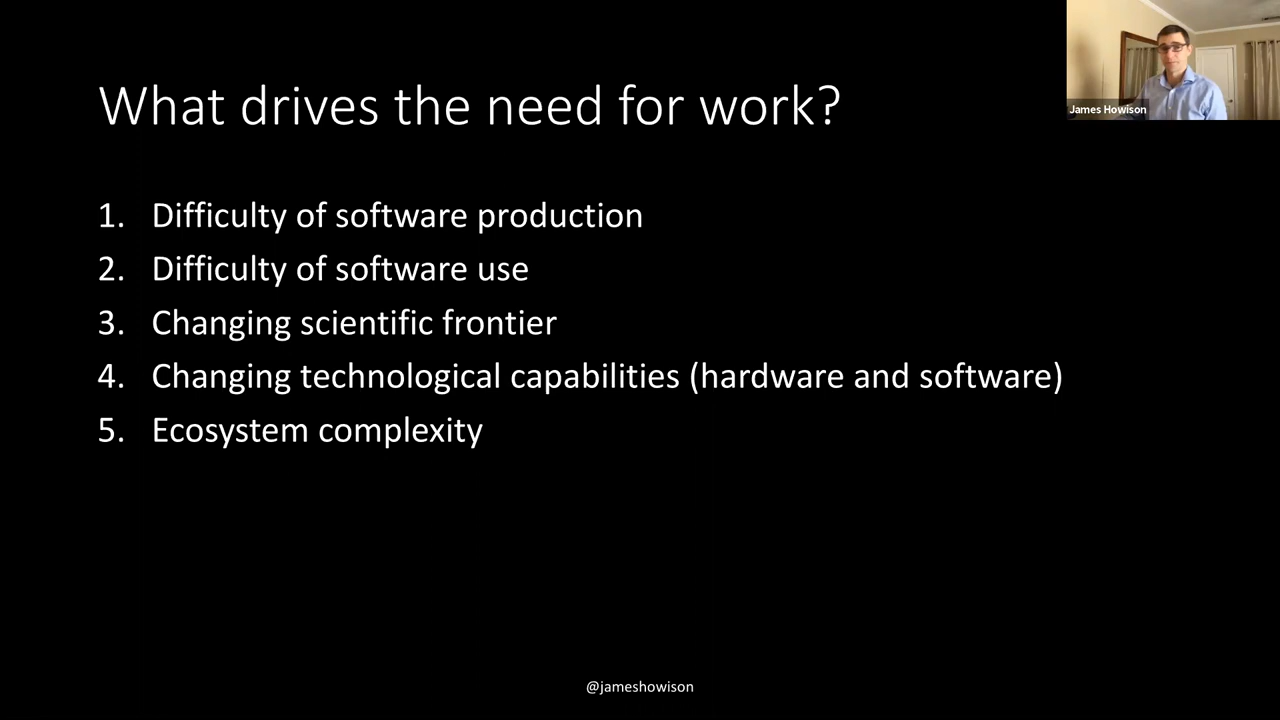 What drives the need for work?
James Howison
1. Difficulty of software production
2. Difficulty of software use
3. Changing scientific frontier
4. Changing technological capabilities (hardware and software)
5. Ecosystem complexity
@jameshowison